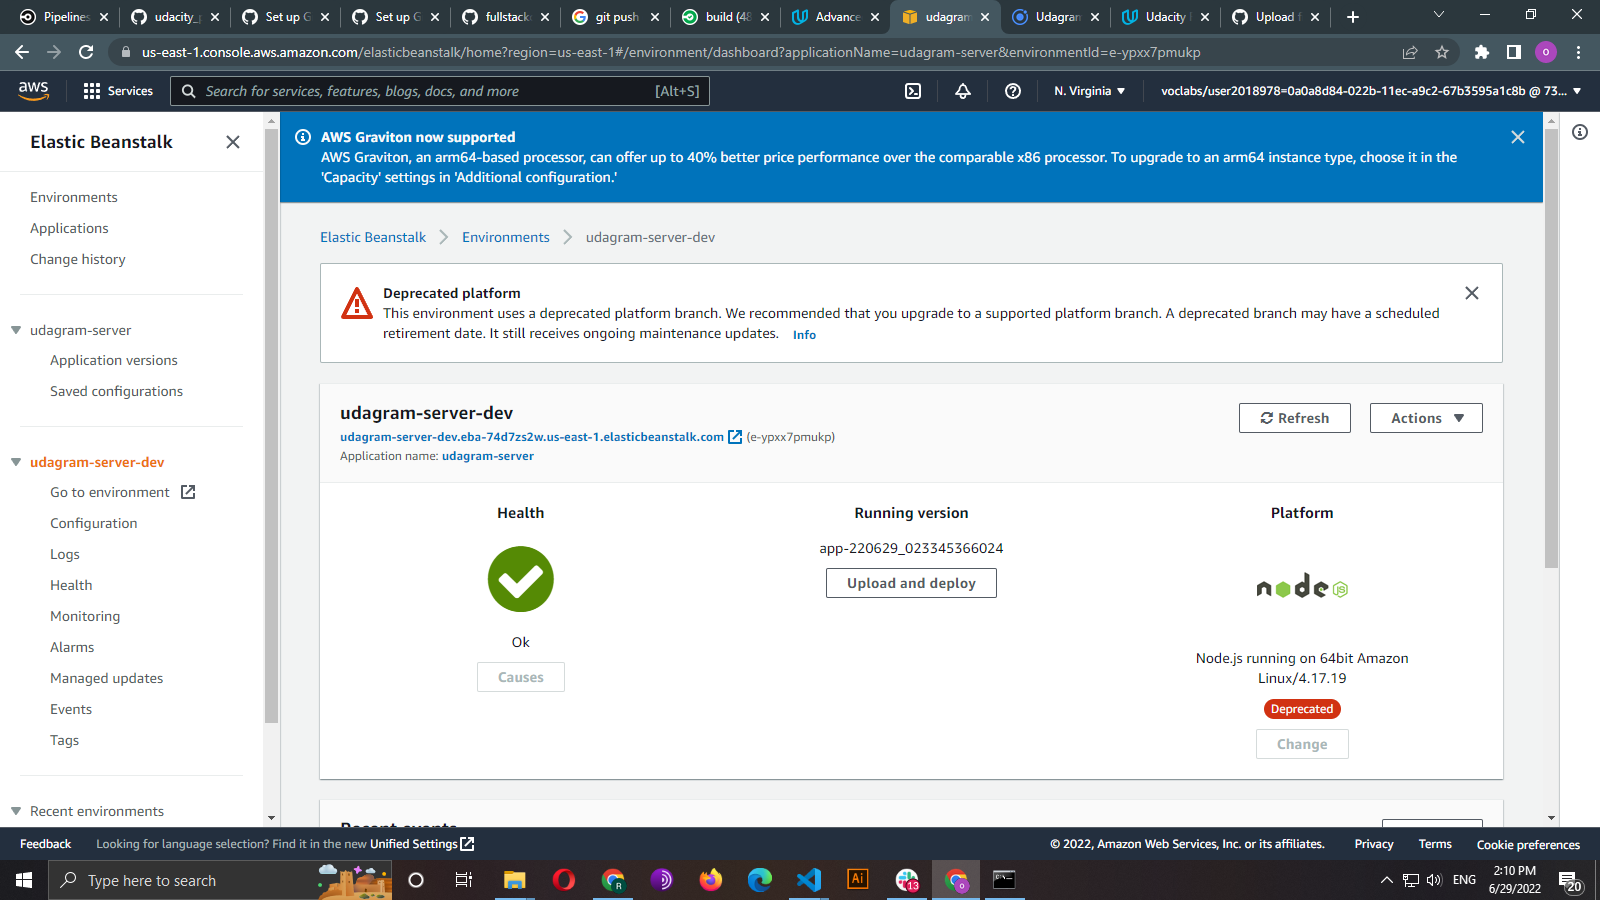 Pipelines
udacity_p
Set up G
Set up G
fullstack
git push
build (48
Advance
udagram
Udagram
Udacity
Upload f
us-east-1.console.aws.amazon.com/elasticbeanstalk/home?region=us-east-1#/environment/dashboard?applicationName=udagram-server&environmentId=e-ypxx7pmukp
aws
Services
Search for services, features, blogs, docs, and more [Alt+S]
N. Virginia
voclabs/user2018978=0a0a8d84-022b-11ec-a9c2-67b3595a1c8b @ 73...
Elastic Beanstalk
Environments
Applications
Change history
udagram-server
Application versions
Saved configurations
udagram-server-dev
Go to environment
Configuration
Logs
Health
Monitoring
Alarms
Managed updates
Events
Tags
Recent environments
AWS Graviton now supported
AWS Graviton, an arm64-based processor, can offer up to 40% better price performance over the comparable x86 processor. To upgrade to an arm64 instance type, choose it in the
'Capacity' settings in 'Additional configuration.'
Elastic Beanstalk
Environments
udagram-server-dev
Deprecated platform
This environment uses a deprecated platform branch. We recommended that you upgrade to a supported platform branch. A deprecated branch may have a scheduled
retirement date. It still receives ongoing maintenance updates. Info
udagram-server-dev
udagram-server-dev.eba-74d7zs2w.us-east-1.elasticbeanstalk.com (e-ypxx7pmukp)
Application name: udagram-server
Refresh
Actions
Health
Ok
Causes
Running version
app-220629_023345366024
Upload and deploy
Platform
node JS
Node.js running on 64bit Amazon
Linux/4.17.19
Deprecated
Change
Recent events
Feedback
Looking for language selection? Find it in the new Unified Settings
© 2022, Amazon Web Services, Inc. or its affiliates.
Privacy
Terms
Cookie preferences
Type here to search
R
Ai
13
o
ENG
2:10 PM
6/29/2022
20